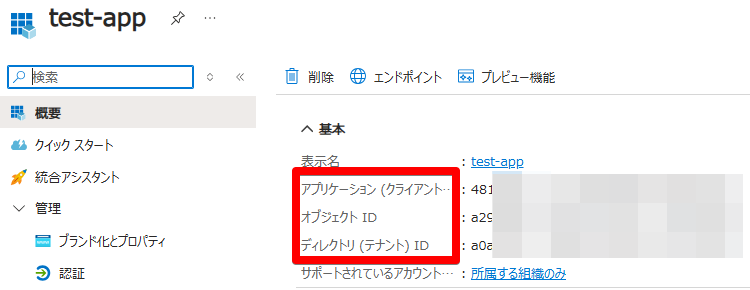 test-app
検索
削除
エンドポイント
プレビュー機能
概要
クイック スタート
統合アシスタント
管理
ブランド化とプロパティ
認証
基本
表示名 : test-app
アプリケーション (クライアント… : 481
オブジェクト ID : a29
ディレクトリ (テナント) ID : a0a
サポートされているアカウント… : 所属する組織のみ